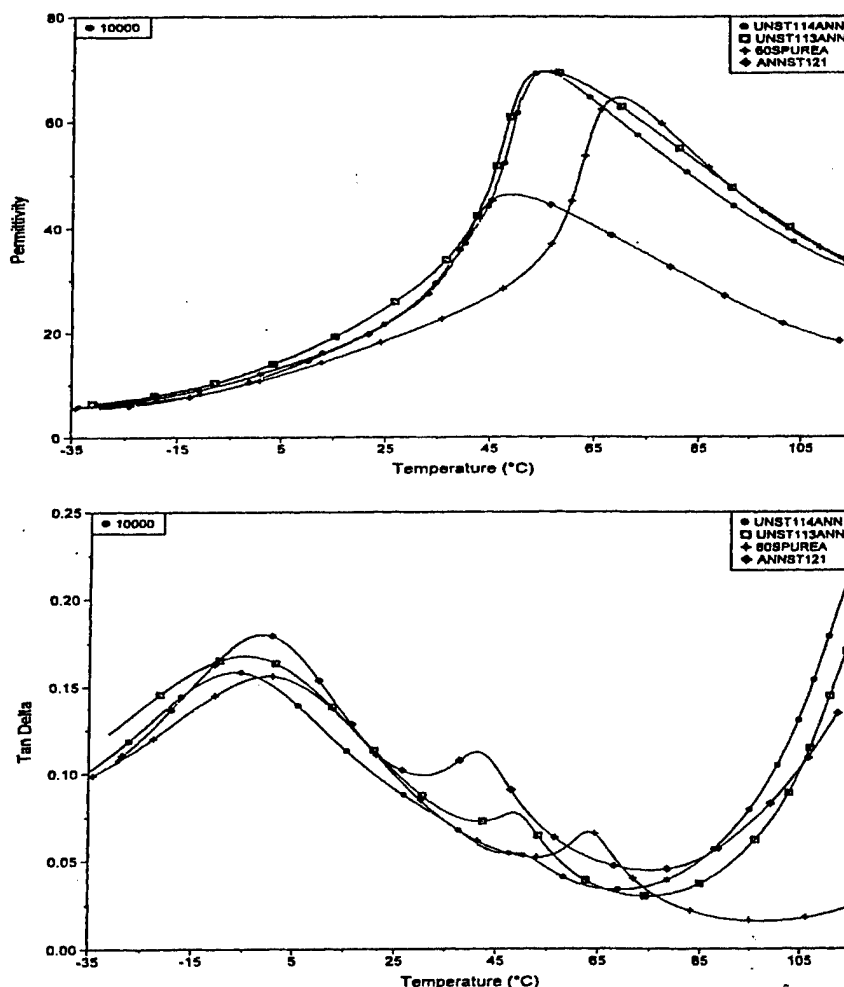 80
60
40
20
0
Permittivity
10000
UNST114ANN
UNST113ANN
60SPUREA
ANNST121
-35
-15
5
25
45
65
85
105
Temperature (°C)
0.25
0.20
0.15
0.10
0.05
0.00
Tan Delta
10000
UNST114ANN
UNST113ANN
60SPUREA
ANNST121
-35
-15
5
25
45
65
85
105
Temperature (°C)